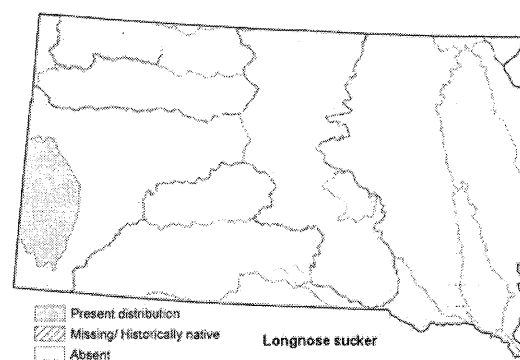 Present distribution
Missing/ Historically native
Longnose sucker
Absent